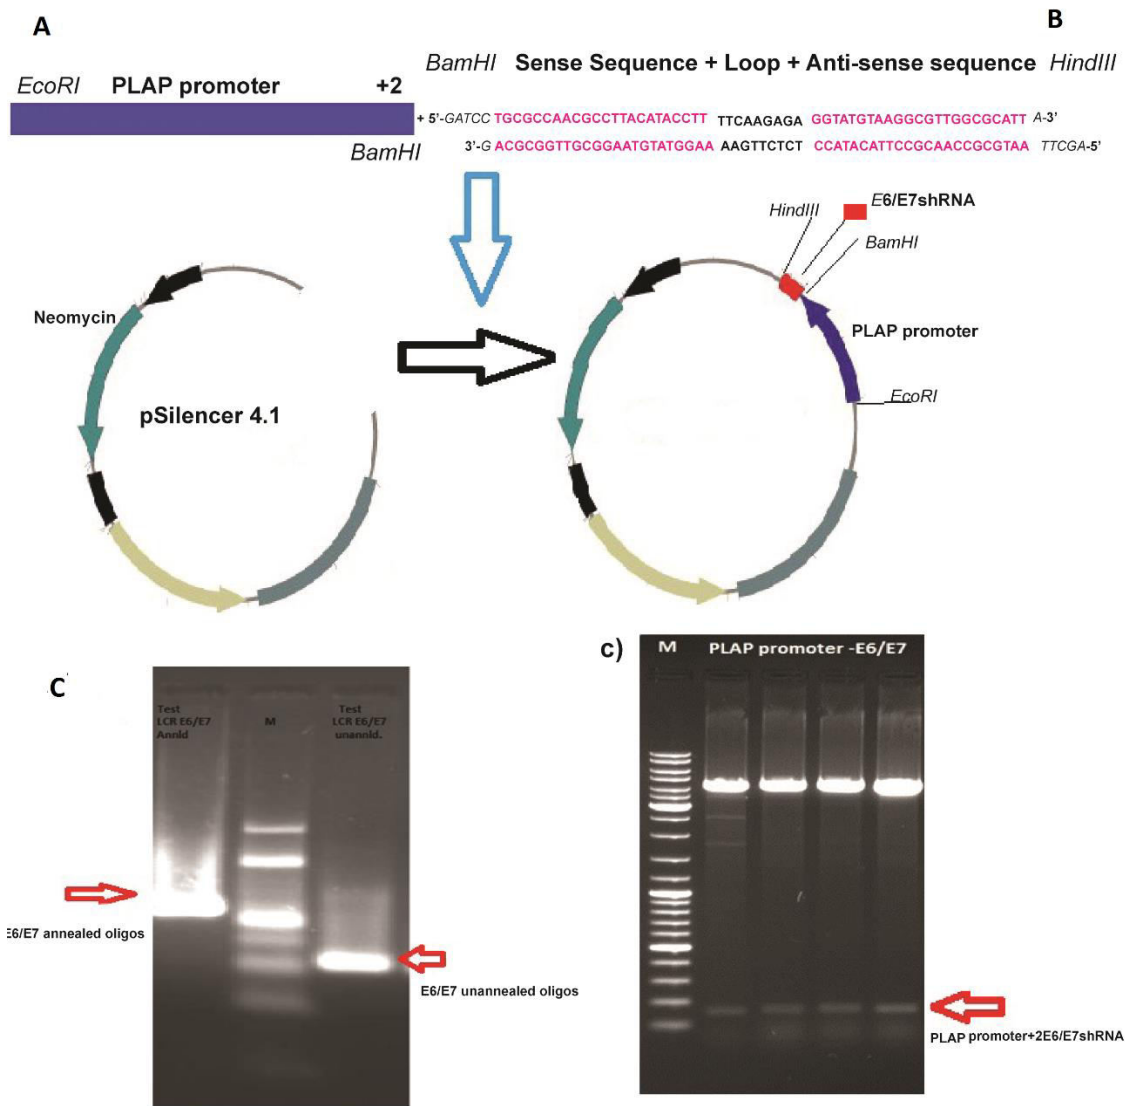 A
B
BamHI Sense Sequence + Loop + Anti-sense sequence HindIII
EcoRI PLAP promoter +2
+ 5'-GATCC TGCGCCAACGCCTTACATACCTT TTCAAGAGA GGTATGTAAGGCGTTGGCGCATT A-3'
BamHI
3'-G ACGCGGTTGCGGAATGTATGGAA AAGTTCTCT CCATACATTCCGCAACCGCGTAA TTCGA-5'
HindIII
E6/E7shRNA
BamHI
Neomycin
PLAP promoter
EcoRI
pSilencer 4.1
C
Test
LCR E6/E7
Annld
M
Test
LCR E6/E7
unannld.
E6/E7 annealed oligos
E6/E7 unannealed oligos
c)
M PLAP promoter -E6/E7
PLAP promoter+2E6/E7shRNA